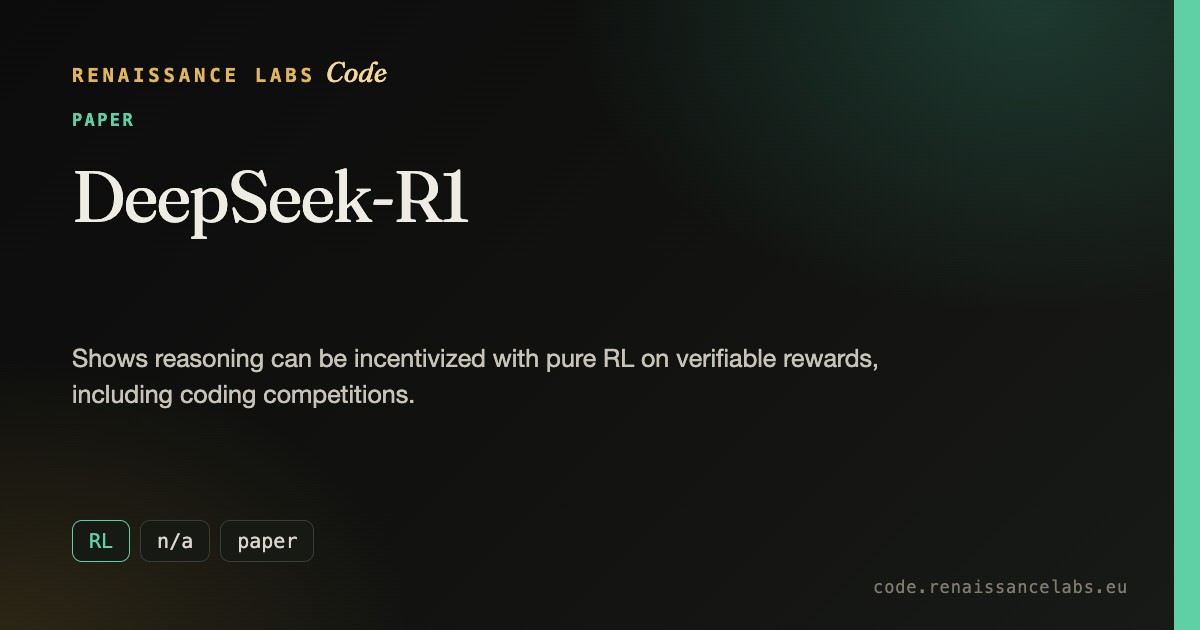 RENAISSANCE LABS Code
PAPER
DeepSeek-R1
Shows reasoning can be incentivized with pure RL on verifiable rewards,
including coding competitions.
RL n/a paper
code.renaissancelabs.eu